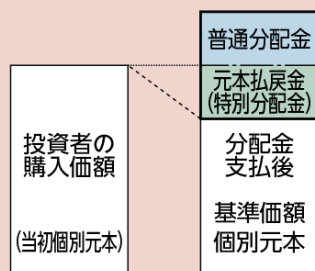 普通分配金
元本払戻金
(特別分配金)
投資者の
購入価額
(当初個別元本)
分配金
支払後
基準価額
個別元本